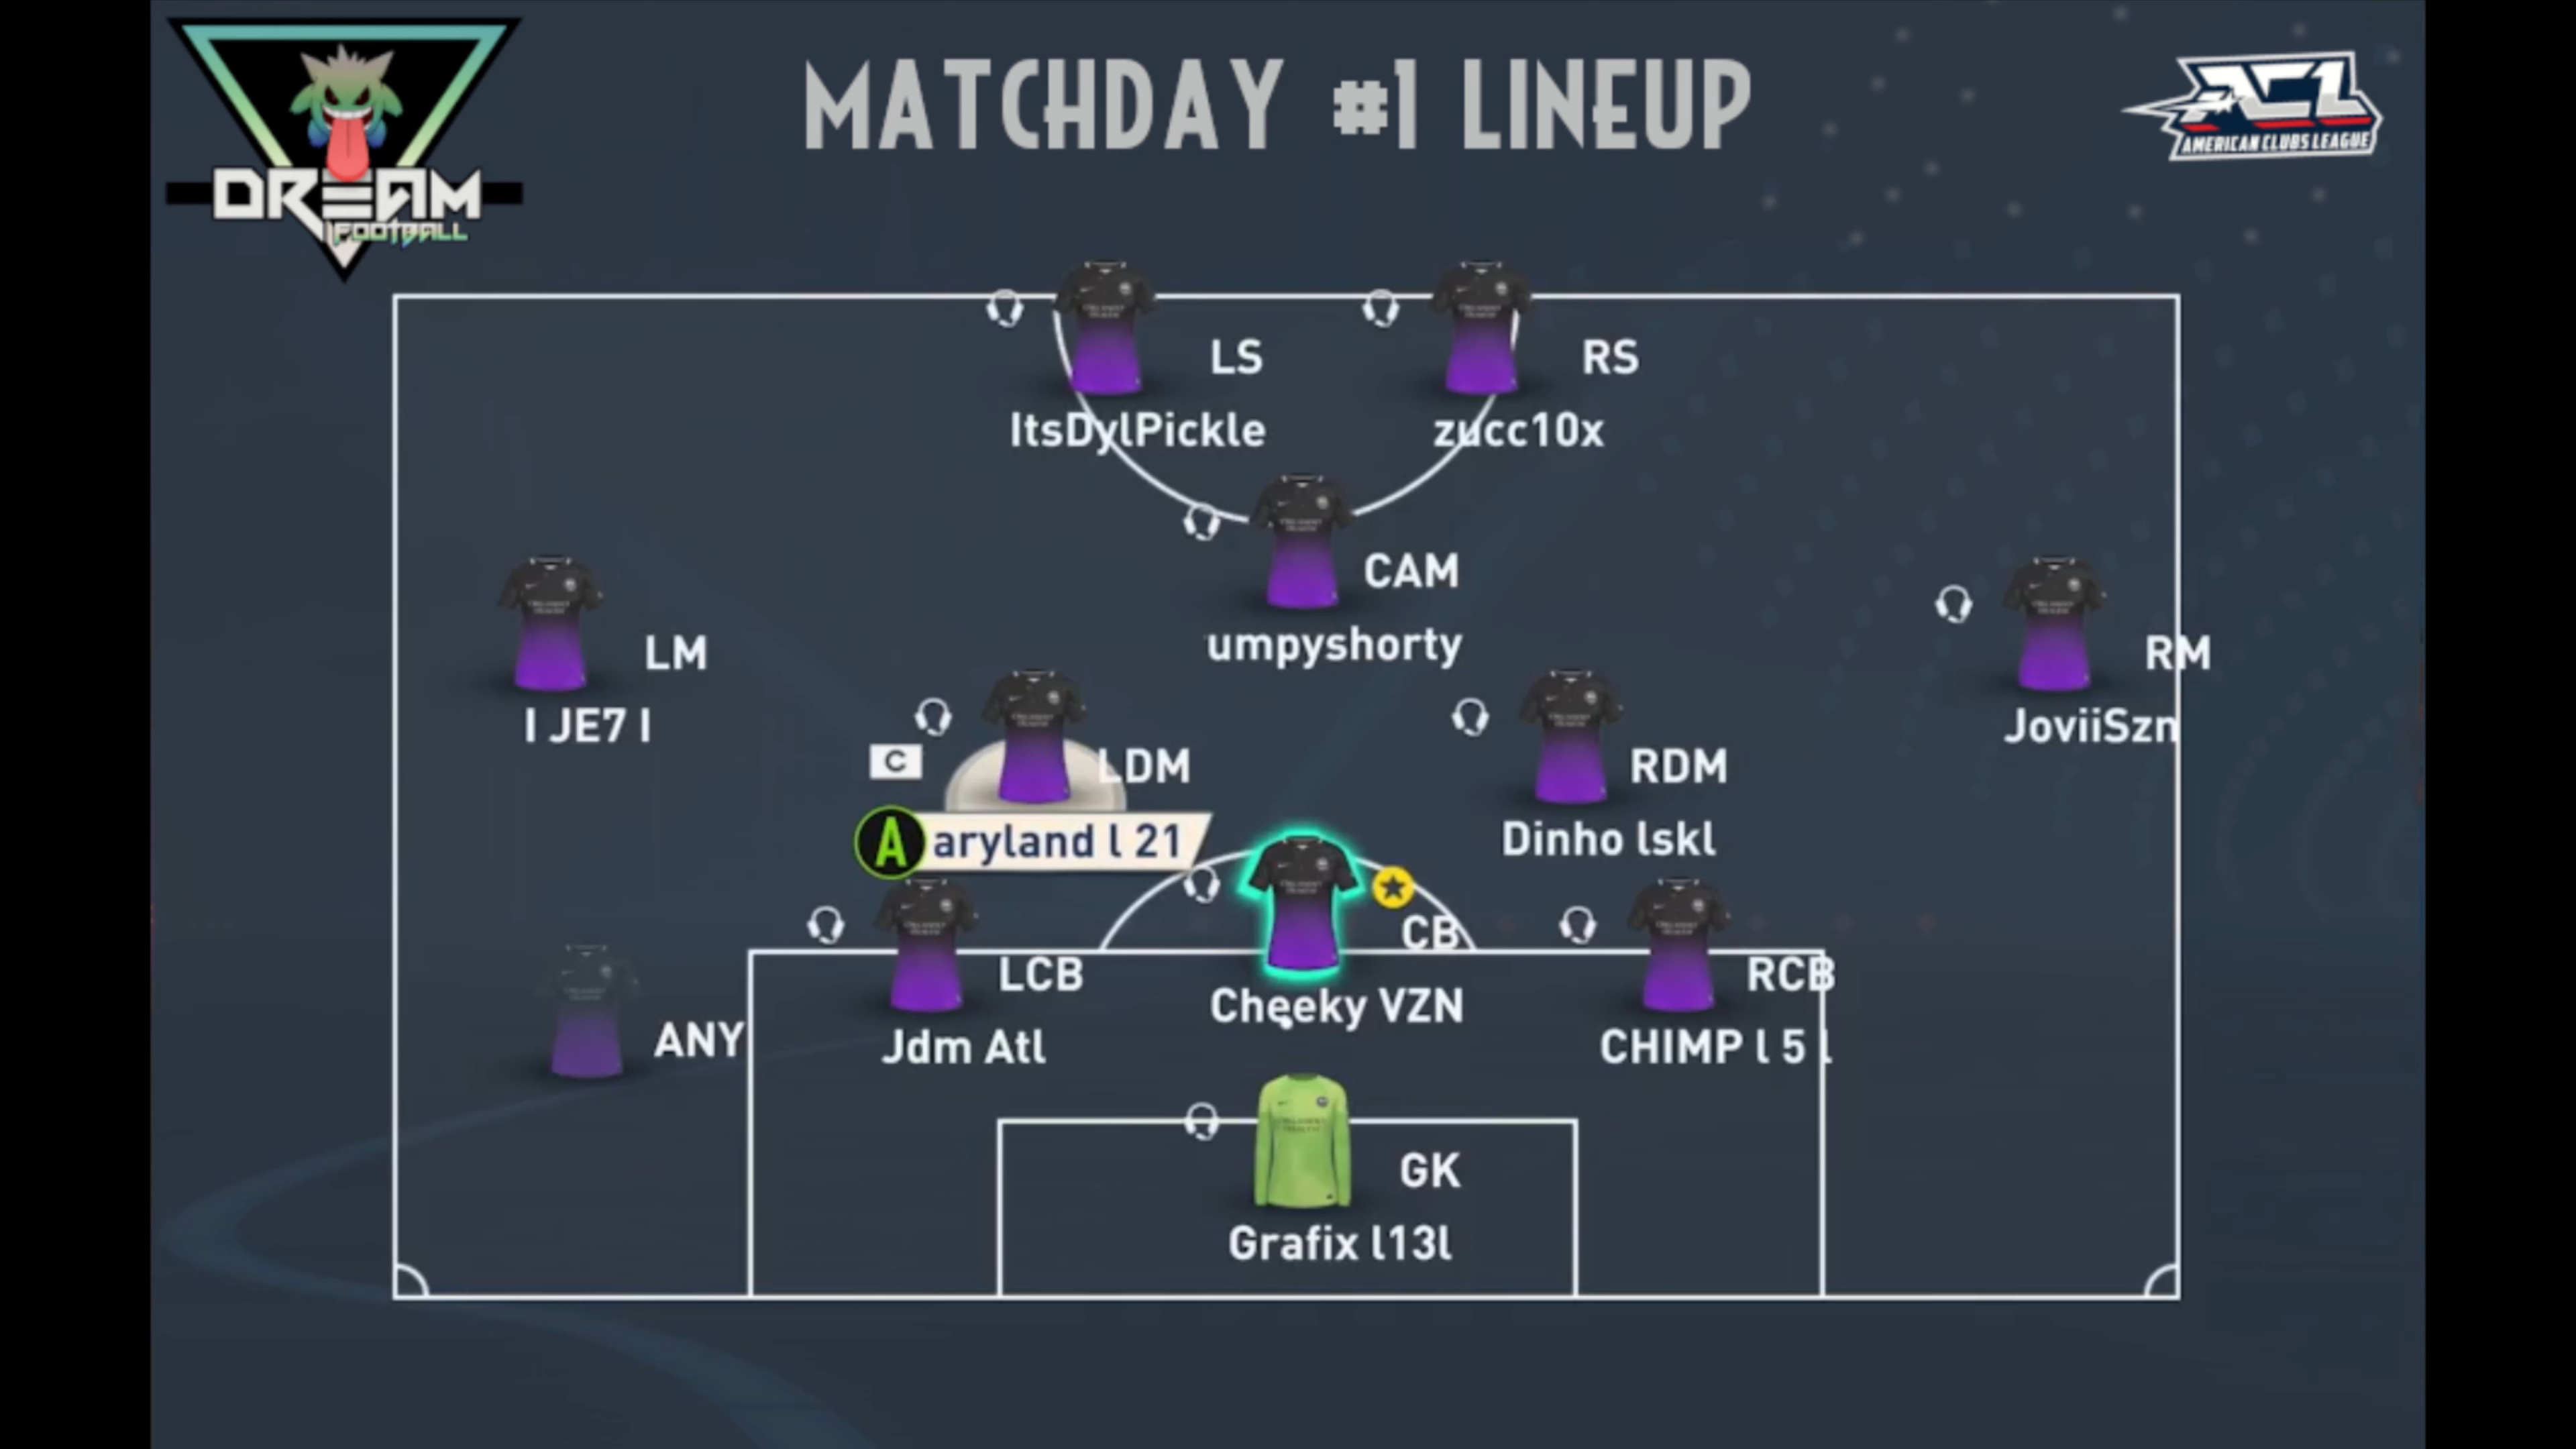 MATCHDAY #1 LINEUP
DREAM
FOOTBALL
ACL
AMERICAN CLUBS LEAGUE
LS
ItsDylPickle
RS
zucc10x
CAM
umpyshorty
LM
I JE7 I
RM
JoviiSzn
C
LDM
A
aryland l 21
RDM
Dinho lskl
LCB
Jdm Atl
CB
Cheeky VZN
RCB
CHIMP l 5 l
ANY
GK
Grafix l13l